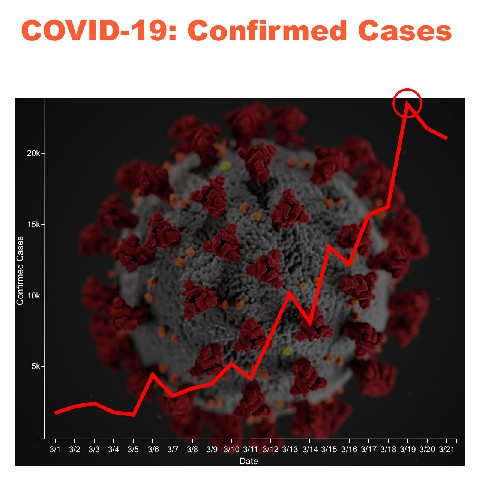 COVID-19: Confirmed Cases
20k
15k
10k
5k
Confirmed Cases
3/1 3/2 3/3 3/4 3/5 3/6 3/7 3/8 3/9 3/10 3/11 3/12 3/13 3/14 3/15 3/16 3/17 3/18 3/19 3/20 3/21
Date